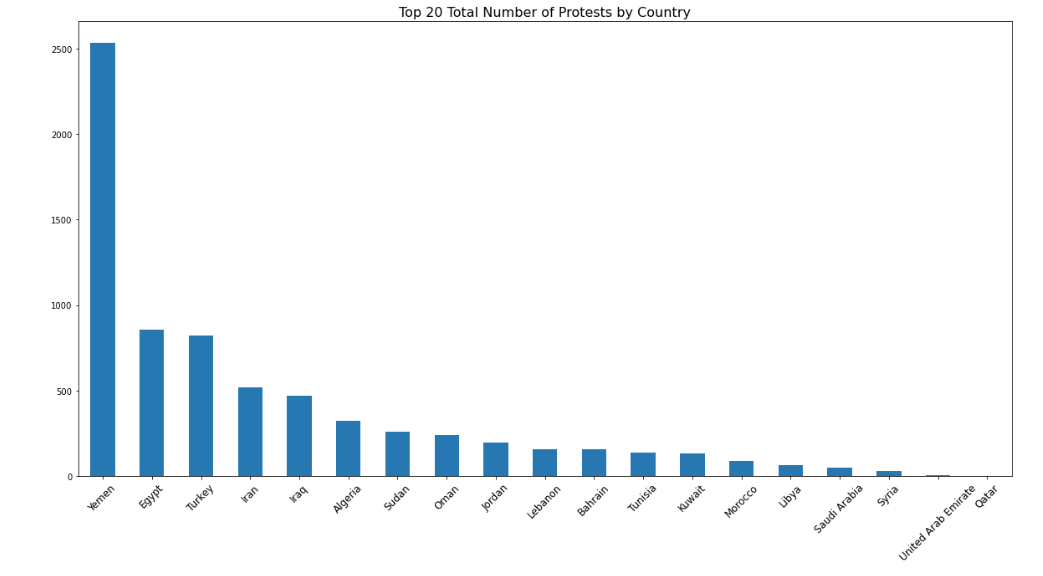 Top 20 Total Number of Protests by Country
2500
2000
1500
1000
500
0
Yemen
Egypt
Turkey
Iran
Iraq
Algeria
Sudan
Oman
Jordan
Lebanon
Bahrain
Tunisia
Kuwait
Morocco
Libya
Saudi Arabia
Syria
United Arab Emirate
Qatar